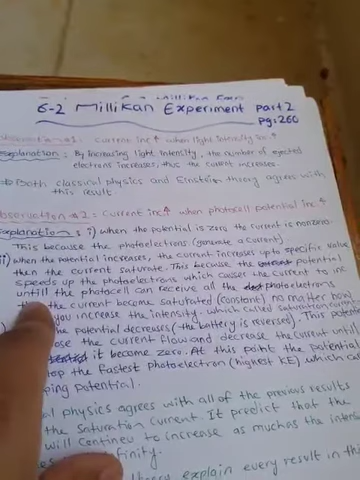 6-2 Millikan Experiment part 2
pg: 260
Observation #1: Current inc↑ when light intensity inc↑
Explanation: By increasing light intensity, the number of ejected
electrons increases, thus the current increases.
⇒ Both classical physics and Einstein theory agrees with
this result
Observation #2: Current inc↑ when photocell potential inc↑
Explanation: i) when the potential is zero the current is nonzero.
This because the photoelectrons (generate a current)
ii) When the potential increases, the current increases up to specific value
then the current saturate. This because the potential
speeds up the photoelectrons which causes the current to inc
untill the photocell can receive all the photoelectrons
the current become saturated (constant) no matter how
you increase the intensity. which called saturation
the potential decreases (the battery is reversed). This potential
ose the current flow and decrease the current until
it become zero. At this point the potential
top the fastest photoelectron (highest KE) which ca
ping potential.
al physics agrees with all of the previous results
the saturation current. It predict that the
will contineu to increase as muchas the intens
finity.
explain every result in this